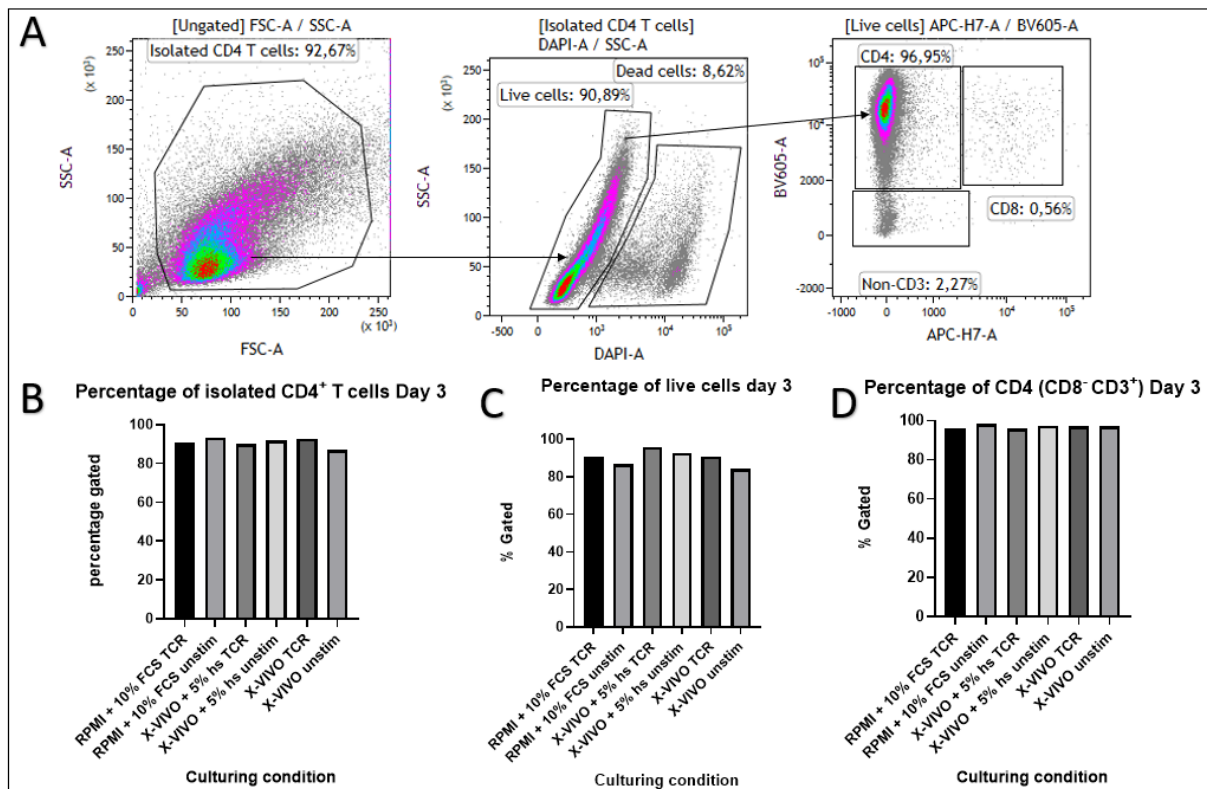 A
[Ungated] FSC-A / SSC-A
Isolated CD4 T cells: 92,67%
(x 10³)
250
200
150
100
50
0
SSC-A
0
50
100
150
200
250
(x 10³)
FSC-A
[Isolated CD4 T cells]
DAPI-A / SSC-A
Dead cells: 8,62%
Live cells: 90,89%
(x 10³)
250
200
150
100
50
0
SSC-A
-500
0
10³
10⁴
10⁵
DAPI-A
[Live cells] APC-H7-A / BV605-A
CD4: 96,95%
10⁵
10⁴
2000
0
-2000
BV605-A
CD8: 0,56%
Non-CD3: 2,27%
-1000
0
1000
10⁴
10⁵
APC-H7-A
B
Percentage of isolated CD4⁺ T cells Day 3
percentage gated
100
80
60
40
20
0
RPMI + 10% FCS TCR
RPMI + 10% FCS unstim
X-VIVO + 5% hs TCR
X-VIVO + 5% hs unstim
X-VIVO TCR
X-VIVO unstim
Culturing condition
C
Percentage of live cells day 3
% Gated
100
80
60
40
20
0
RPMI + 10% FCS TCR
RPMI + 10% FCS unstim
X-VIVO + 5% hs TCR
X-VIVO + 5% hs unstim
X-VIVO TCR
X-VIVO unstim
Culturing condition
D
Percentage of CD4 (CD8⁻ CD3⁺) Day 3
% Gated
100
80
60
40
20
0
RPMI + 10% FCS TCR
RPMI + 10% FCS unstim
X-VIVO + 5% hs TCR
X-VIVO + 5% hs unstim
X-VIVO TCR
X-VIVO unstim
Culturing condition